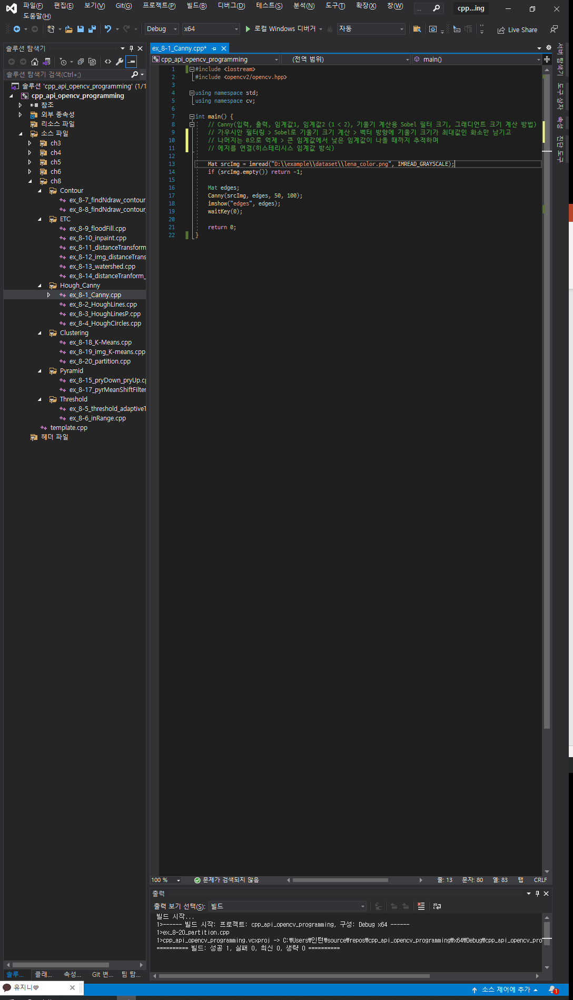 파일(F) 편집(E) 보기(V) Git(G) 프로젝트(P) 빌드(B) 디버그(D) 테스트(S) 분석(N) 도구(T) 확장(X) 창(W) ... cpp...ing
도움말(H)
Debug x64 로컬 Windows 디버거 자동 Live Share
솔루션 탐색기
솔루션 탐색기 검색(Ctrl+;)
솔루션 'cpp_api_opencv_programming' (1/1
cpp_api_opencv_programming
참조
외부 종속성
리소스 파일
소스 파일
ch3
ch4
ch5
ch6
ch8
Contour
ex_8-7_findNdraw_contour
ex_8-8_findNdraw_contour
ETC
ex_8-9_floodFill.cpp
ex_8-10_inpaint.cpp
ex_8-11_distanceTransform
ex_8-12_img_distanceTrans
ex_8-13_watershed.cpp
ex_8-14_distanceTranform_
Hough_Canny
ex_8-1_Canny.cpp
ex_8-2_HoughLines.cpp
ex_8-3_HoughLinesP.cpp
ex_8-4_HoughCircles.cpp
Clustering
ex_8-18_K-Means.cpp
ex_8-19_img_K-means.cpp
ex_8-20_partition.cpp
Pyramid
ex_8-15_pryDown_pryUp.c
ex_8-17_pyrMeanShiftFilter
Threshold
ex_8-5_threshold_adaptiveT
ex_8-6_inRange.cpp
template.cpp
헤더 파일
솔루... 클래... 속성... Git 변... 팀 탐...
ex_8-1_Canny.cpp*
cpp_api_opencv_programming (전역 범위) main()
1 #include <iostream>
2 #include <opencv2/opencv.hpp>
3
4 using namespace std;
5 using namespace cv;
6
7 int main() {
8 // Canny(입력, 출력, 임계값1, 임계값2 (1 < 2), 기울기 계산용 Sobel 필터 크기, 그래디언트 크기 계산 방법)
9 // 가우시안 필터링 > Sobel로 기울기 크기 계산 > 벡터 방향에 기울기 크기가 최대값인 화소만 남기고
10 // 나머지는 0으로 억제 > 큰 임계값에서 낮은 임계값이 나올 때까지 추적하며
11 // 에지를 연결(히스테리시스 임계값 방식)
12
13 Mat srcImg = imread("D:\\example\\dataset\\lena_color.png", IMREAD_GRAYSCALE);
14 if (srcImg.empty()) return -1;
15
16 Mat edges;
17 Canny(srcImg, edges, 50, 100);
18 imshow("edges", edges);
19 waitKey(0);
20
21 return 0;
22 }
서버 탐색기
도구 상자
속성
진단 도구
100 % 문제가 검색되지 않음 줄: 13 문자: 80 열: 83 탭 CRLF
출력
출력 보기 선택(S): 빌드
빌드 시작...
1>------ 빌드 시작: 프로젝트: cpp_api_opencv_programming, 구성: Debug x64 ------
1>ex_8-20_partition.cpp
1>cpp_api_opencv_programming.vcxproj -> C:₩Users₩인턴₩source₩repos₩cpp_api_opencv_programming₩x64₩Debug₩cpp_api_opencv_pro
========== 빌드: 성공 1, 실패 0, 최신 0, 생략 0 ==========
유지니
소스 제어에 추가 1